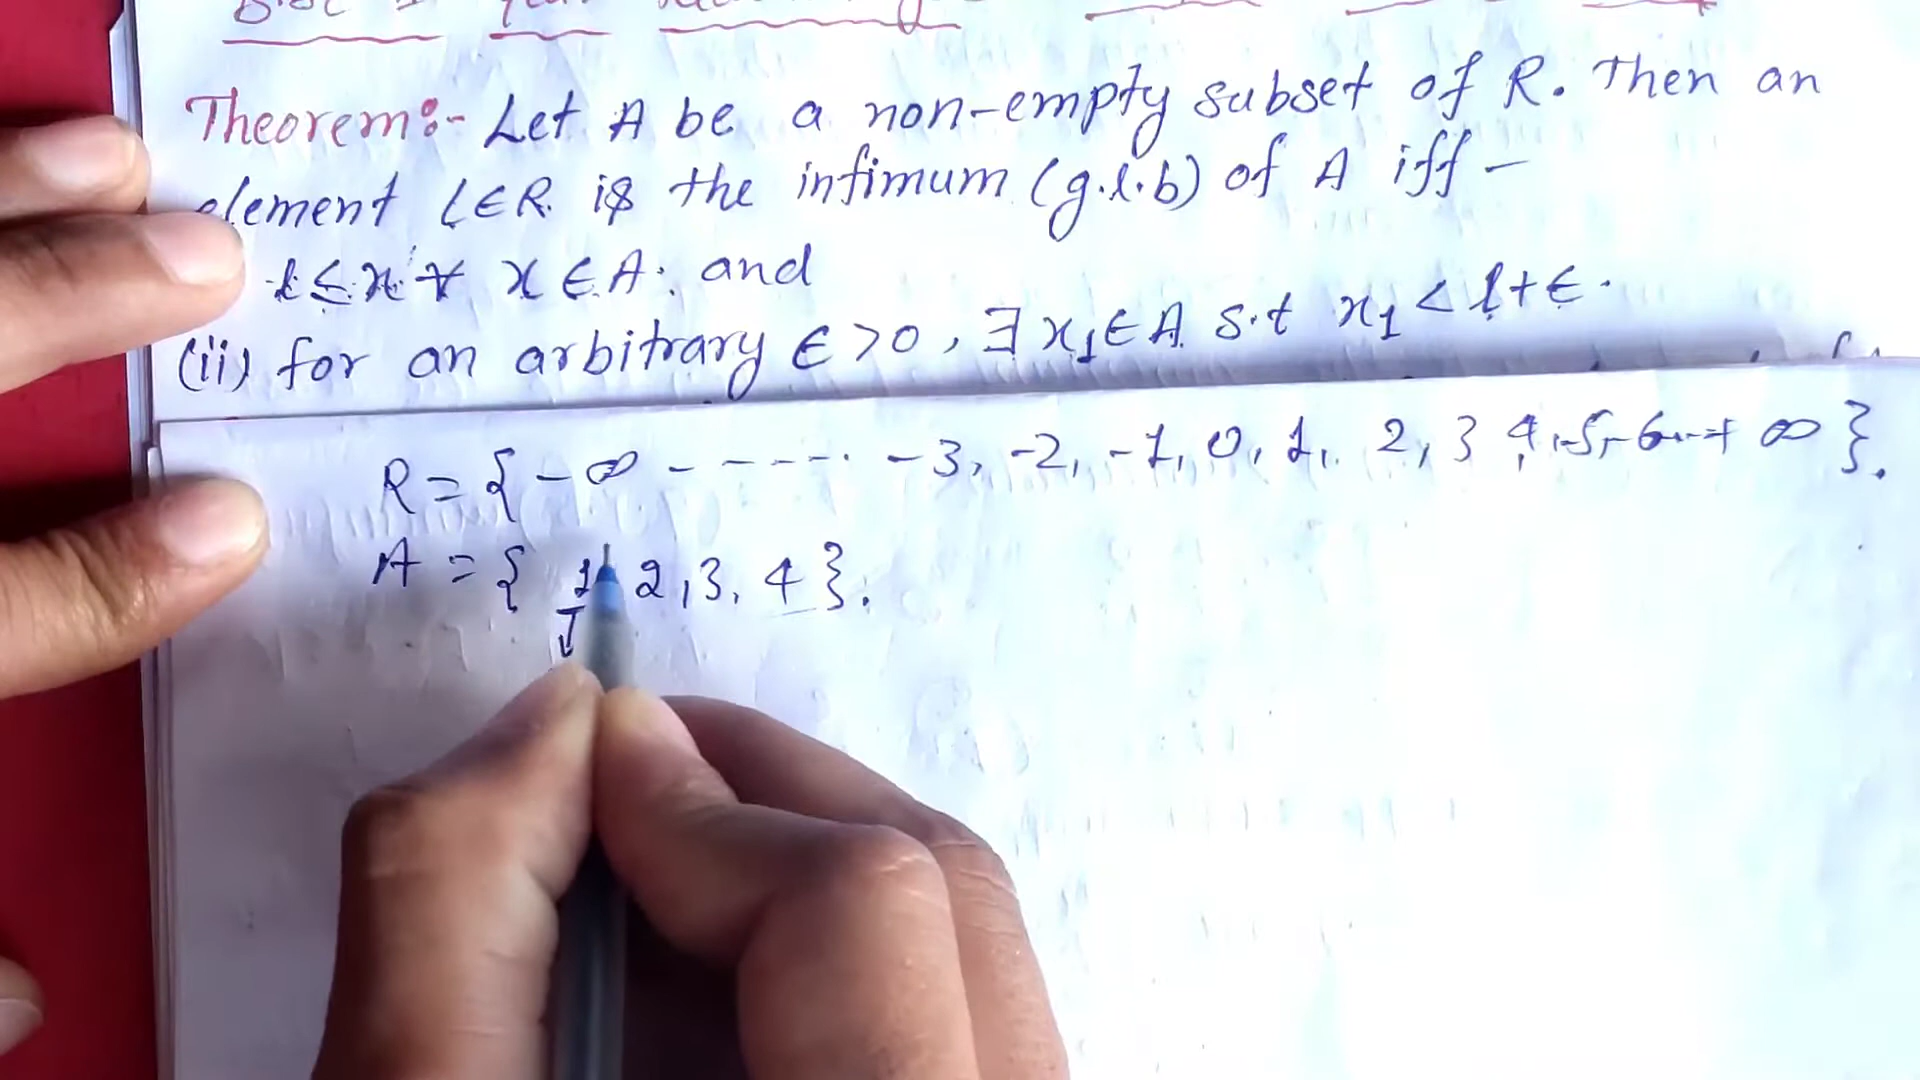 Theorem:- Let A be a non-empty subset of R. Then an
element l∈R is the infimum (g.l.b) of A iff -
l ≤ x ∀ x ∈ A. and
(ii) for an arbitrary ϵ>0, ∃ x₁∈A s.t x₁ < l+ϵ.
R = {-∞ ------ -3, -2, -1, 0, 1, 2, 3 4, 5, 6 ... + ∞}.
A = { 1, 2, 3, 4 }.